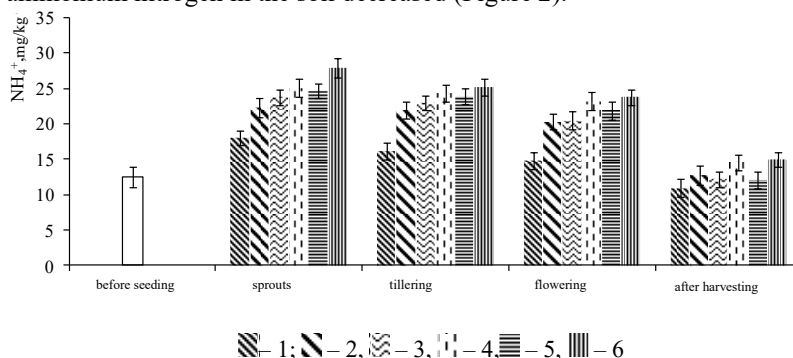 ammonium nitrogen in the soil decreased (Figure 2).
NH₄⁺,mg/kg
35
30
25
20
15
10
5
0
before seeding sprouts tillering flowering after harvesting
– 1; – 2, – 3, – 4, – 5, – 6